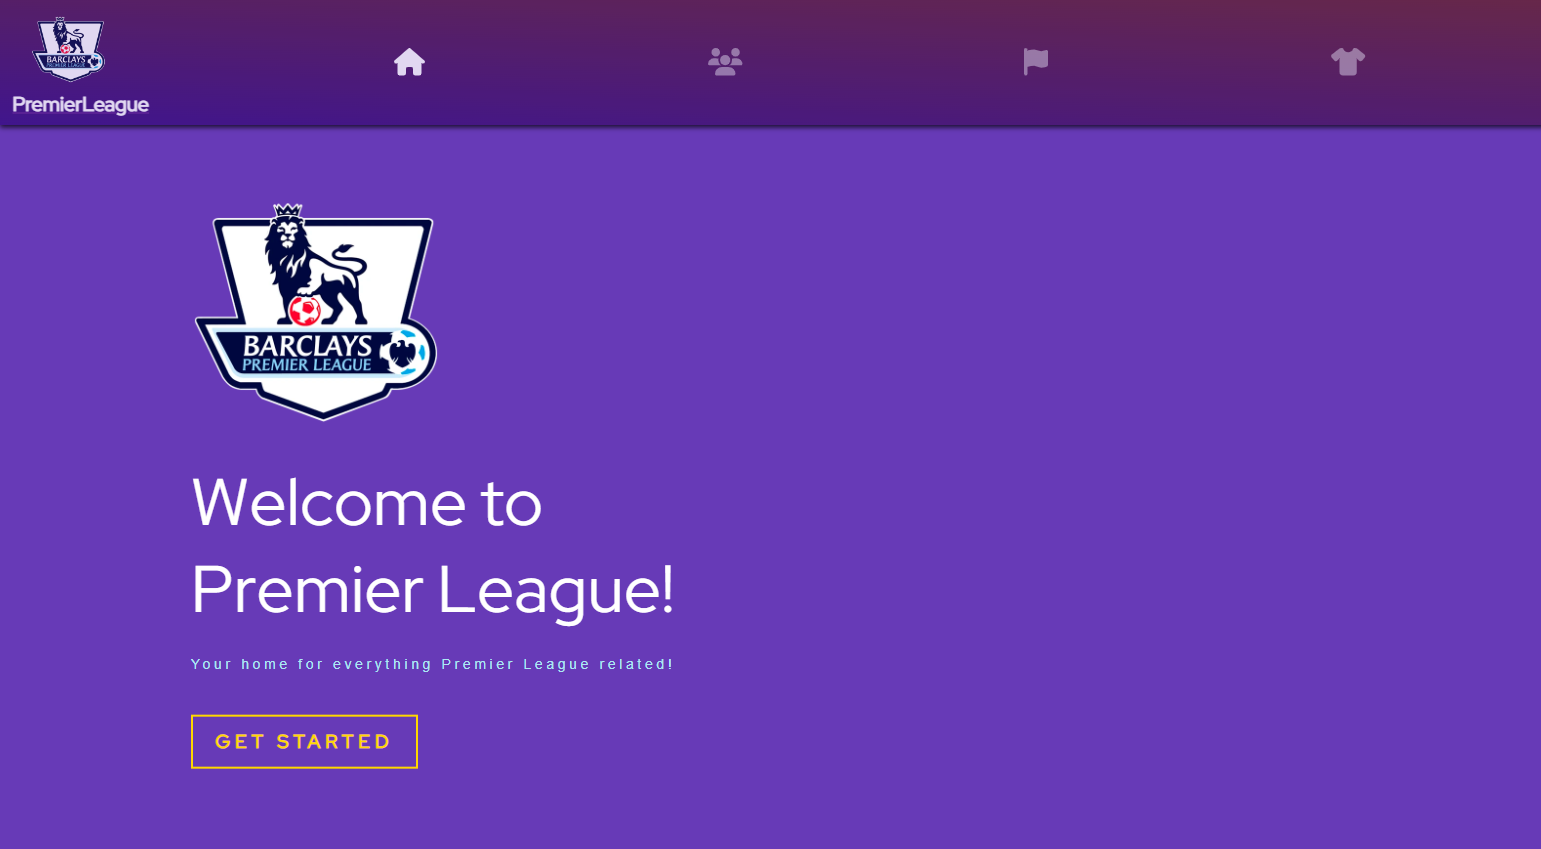 BARCLAYS
PREMIER LEAGUE
PremierLeague
BARCLAYS
PREMIER LEAGUE
Welcome to
Premier League!
Your home for everything Premier League related!
GET STARTED